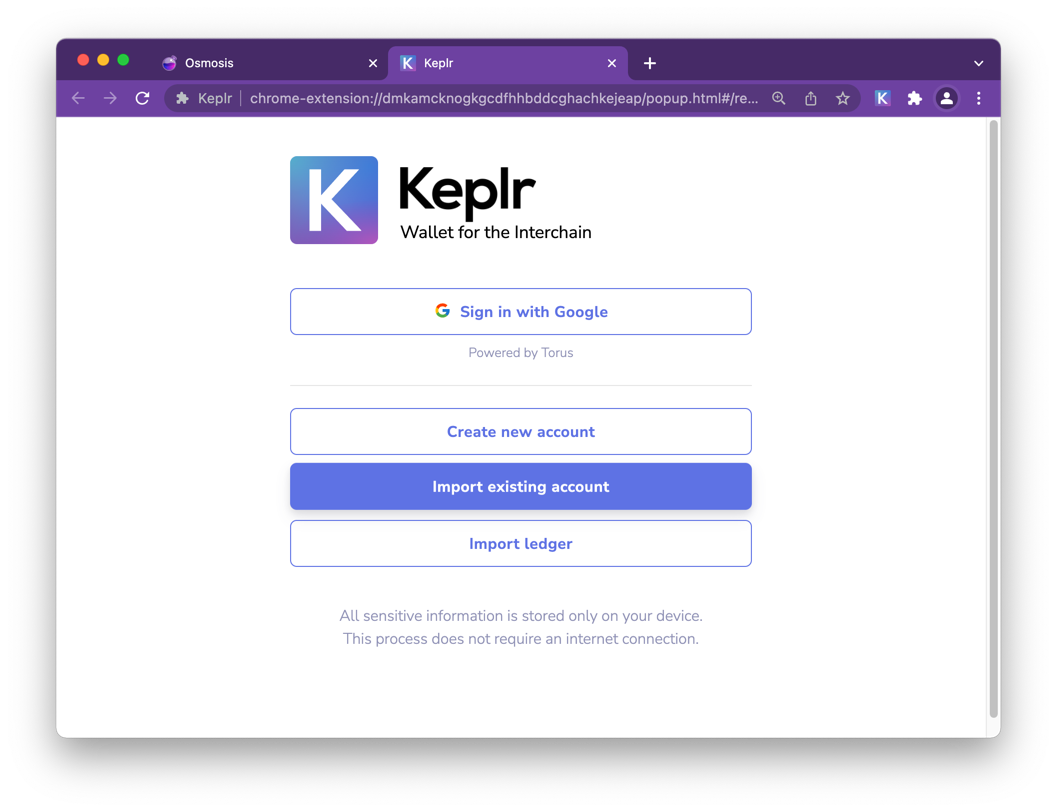 Osmosis
Keplr
Keplr | chrome-extension://dmkamcknogkgcdfhhbddcghachkejeap/popup.html#/re...
K
K Keplr
Wallet for the Interchain
Sign in with Google
Powered by Torus
Create new account
Import existing account
Import ledger
All sensitive information is stored only on your device.
This process does not require an internet connection.